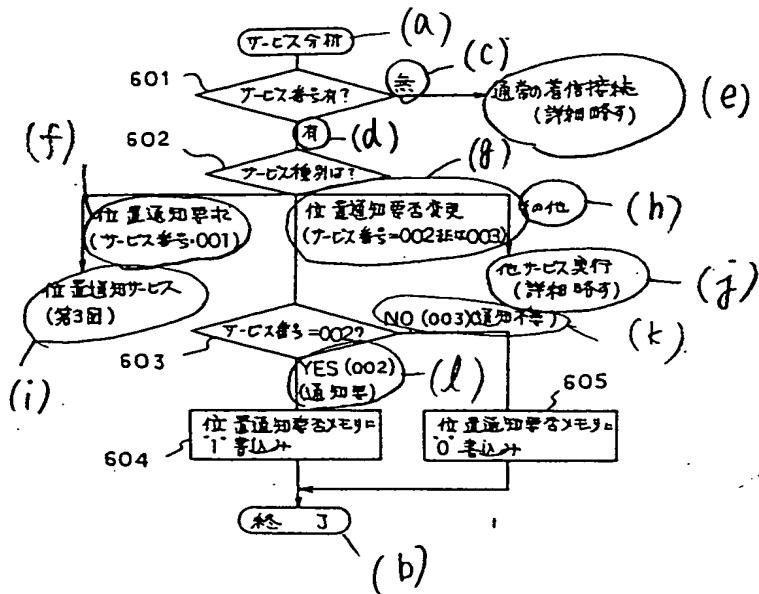 (a)
サービス分析
(c)
601
サービス番号有?
無
通常の着信接続
(詳細略す)
(e)
有
(d)
(f)
602
サービス種別は?
(g)
位置通知要求
(サービス番号=001)
位置通知要否変更
(サービス番号=002又は003)
その他
(h)
位置通知サービス
(第3図)
他サービス実行
(詳細略す)
(j)
サービス番号=002?
NO (003)(通知不要)
603
(k)
(i)
YES (002)
(通知要)
(l)
605
位置通知要否メモリに
"1" 書込み
位置通知要否メモリに
"0" 書込み
604
終了
(b)